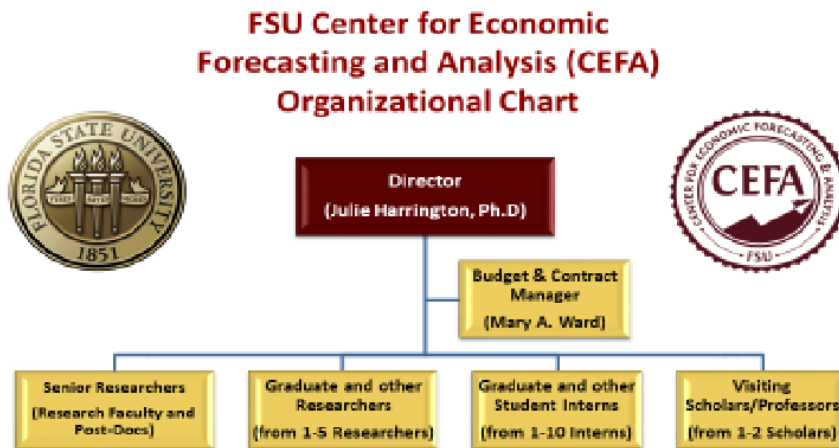 FSU Center for Economic
Forecasting and Analysis (CEFA)
Organizational Chart
FLORIDA STATE UNIVERSITY
1851
CENTER FOR ECONOMIC FORECASTING & ANALYSIS
CEFA
FSU
Director
(Julie Harrington, Ph.D)
Budget & Contract
Manager
(Mary A. Ward)
Senior Researchers
(Research Faculty and
Post-Docs)
Graduate and other
Researchers
(from 1-5 Researchers)
Graduate and other
Student Interns
(from 1-10 Interns)
Visiting
Scholars/Professors
(from 1-2 Scholars)